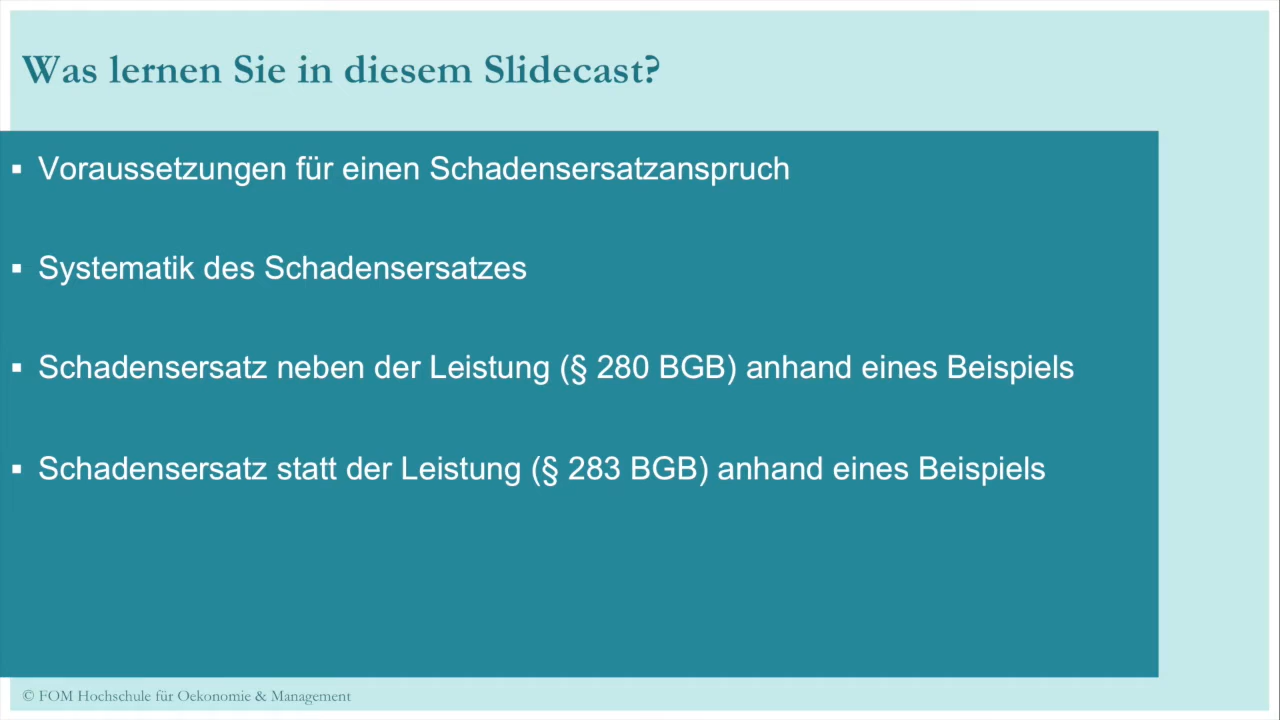 Was lernen Sie in diesem Slidecast?
▪ Voraussetzungen für einen Schadensersatzanspruch
▪ Systematik des Schadensersatzes
▪ Schadensersatz neben der Leistung (§ 280 BGB) anhand eines Beispiels
▪ Schadensersatz statt der Leistung (§ 283 BGB) anhand eines Beispiels
© FOM Hochschule für Oekonomie & Management